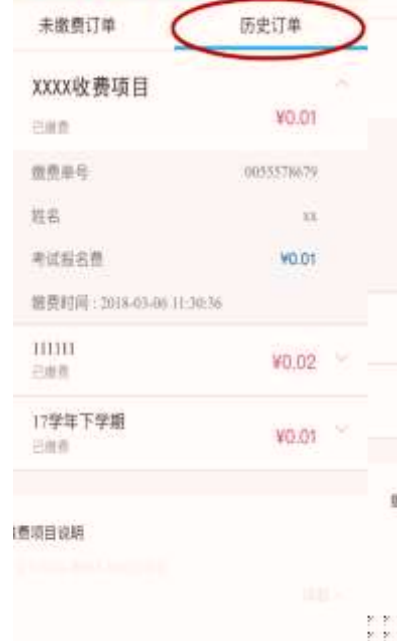 未缴费订单 历史订单
XXXX收费项目
已缴费 ¥0.01
缴费单号 0055578679
姓名 xx
考试报名费 ¥0.01
缴费时间 : 2018-03-06 11:30:36
111111
已缴费 ¥0.02
17学年下学期
已缴费 ¥0.01
费项目说明